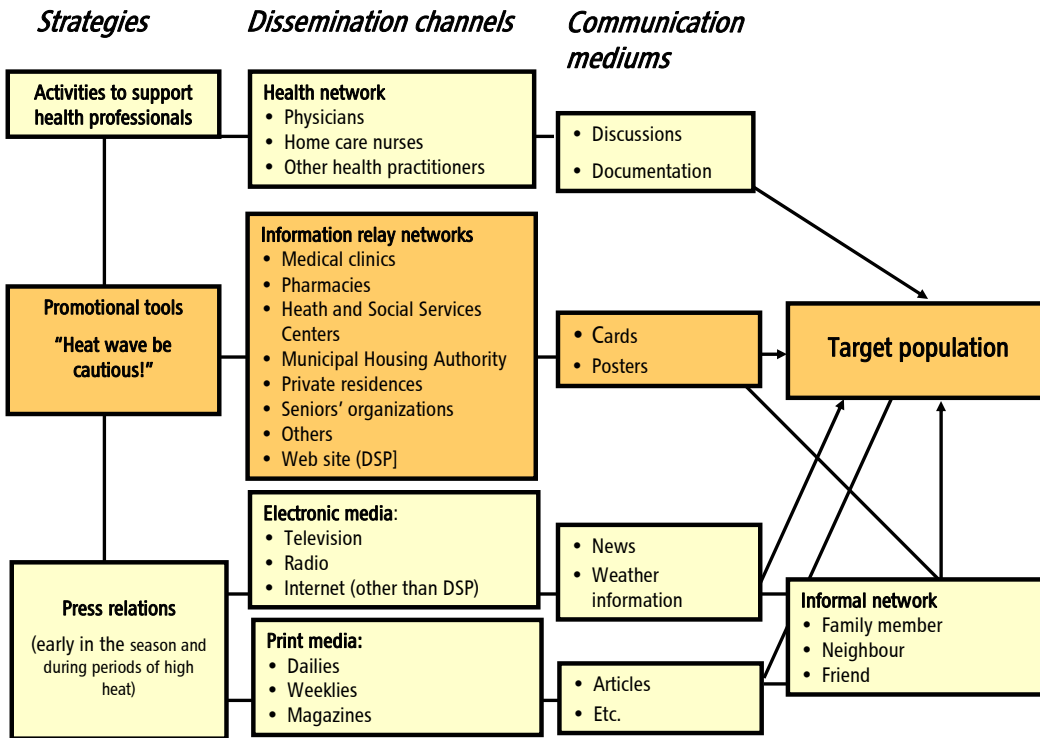 Strategies
Dissemination channels
Communication
mediums
Activities to support
health professionals
Health network
• Physicians
• Home care nurses
• Other health practitioners
• Discussions
• Documentation
Promotional tools
"Heat wave be
cautious!"
Information relay networks
• Medical clinics
• Pharmacies
• Heath and Social Services
Centers
• Municipal Housing Authority
• Private residences
• Seniors' organizations
• Others
• Web site (DSP]
• Cards
• Posters
Target population
Press relations
(early in the season and
during periods of high
heat)
Electronic media:
• Television
• Radio
• Internet (other than DSP)
• News
• Weather
information
Print media:
• Dailies
• Weeklies
• Magazines
• Articles
• Etc.
Informal network
• Family member
• Neighbour
• Friend